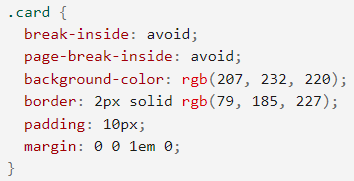 .card {
  break-inside: avoid;
  page-break-inside: avoid;
  background-color: rgb(207, 232, 220);
  border: 2px solid rgb(79, 185, 227);
  padding: 10px;
  margin: 0 0 1em 0;
}